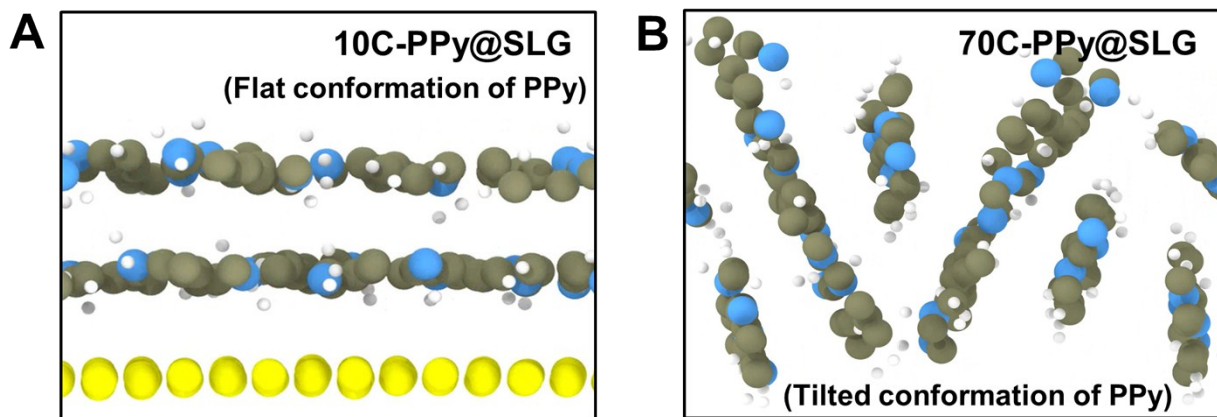 A
10C-PPy@SLG
(Flat conformation of PPy)
B
70C-PPy@SLG
(Tilted conformation of PPy)